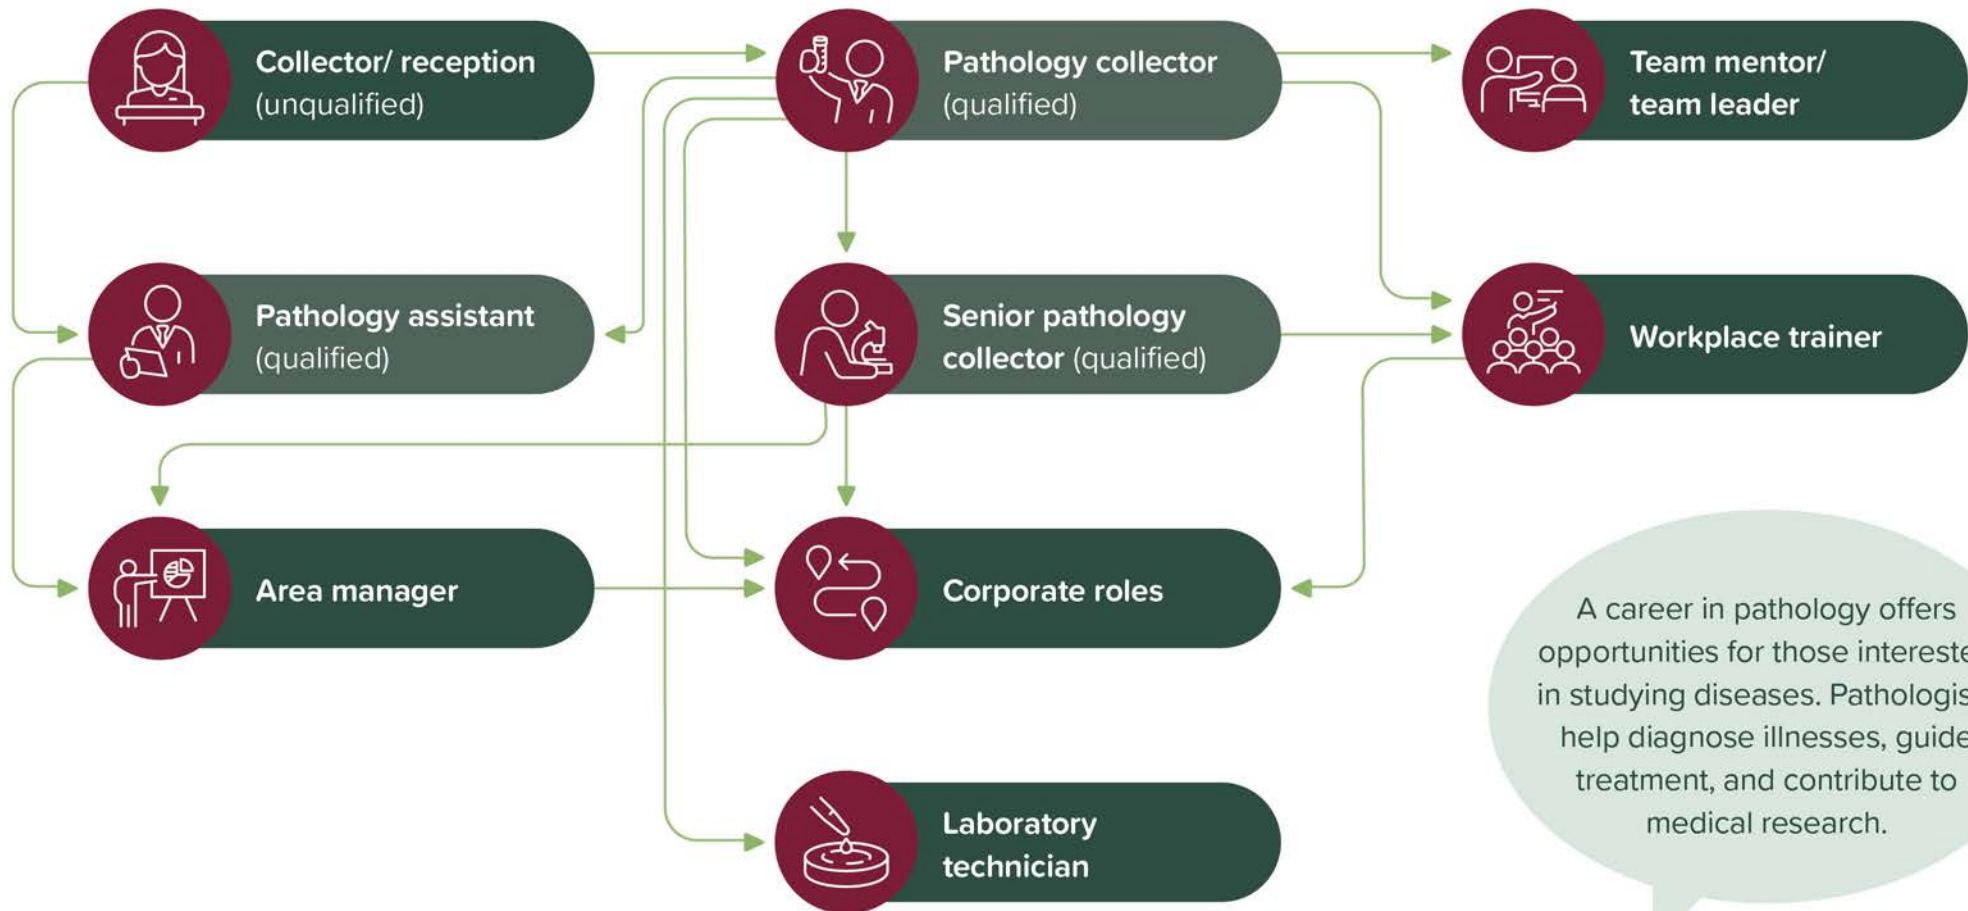 Collector/ reception
(unqualified)
Pathology collector
(qualified)
Team mentor/
team leader
Pathology assistant
(qualified)
Senior pathology
collector (qualified)
Workplace trainer
Area manager
Corporate roles
Laboratory
technician
A career in pathology offers
opportunities for those
in studying diseases.
help diagnose illnesses, guide
treatment, and contribute to
medical research.